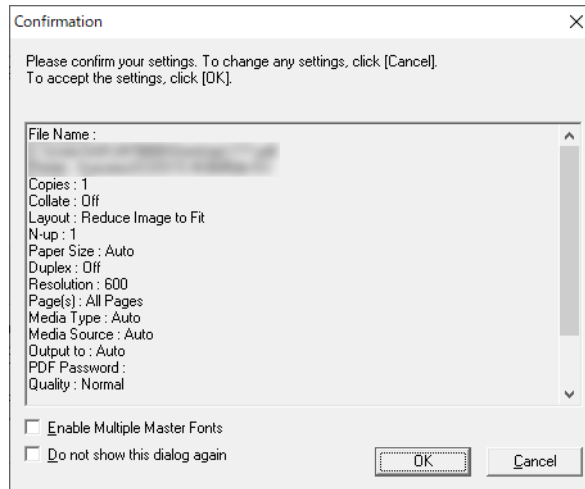 Confirmation
Please confirm your settings. To change any settings, click [Cancel].
To accept the settings, click [OK].
File Name :
Copies : 1
Collate : Off
Layout : Reduce Image to Fit
N-up : 1
Paper Size : Auto
Duplex : Off
Resolution : 600
Page(s) : All Pages
Media Type : Auto
Media Source : Auto
Output to : Auto
PDF Password :
Quality : Normal
Enable Multiple Master Fonts
Do not show this dialog again
OK
Cancel